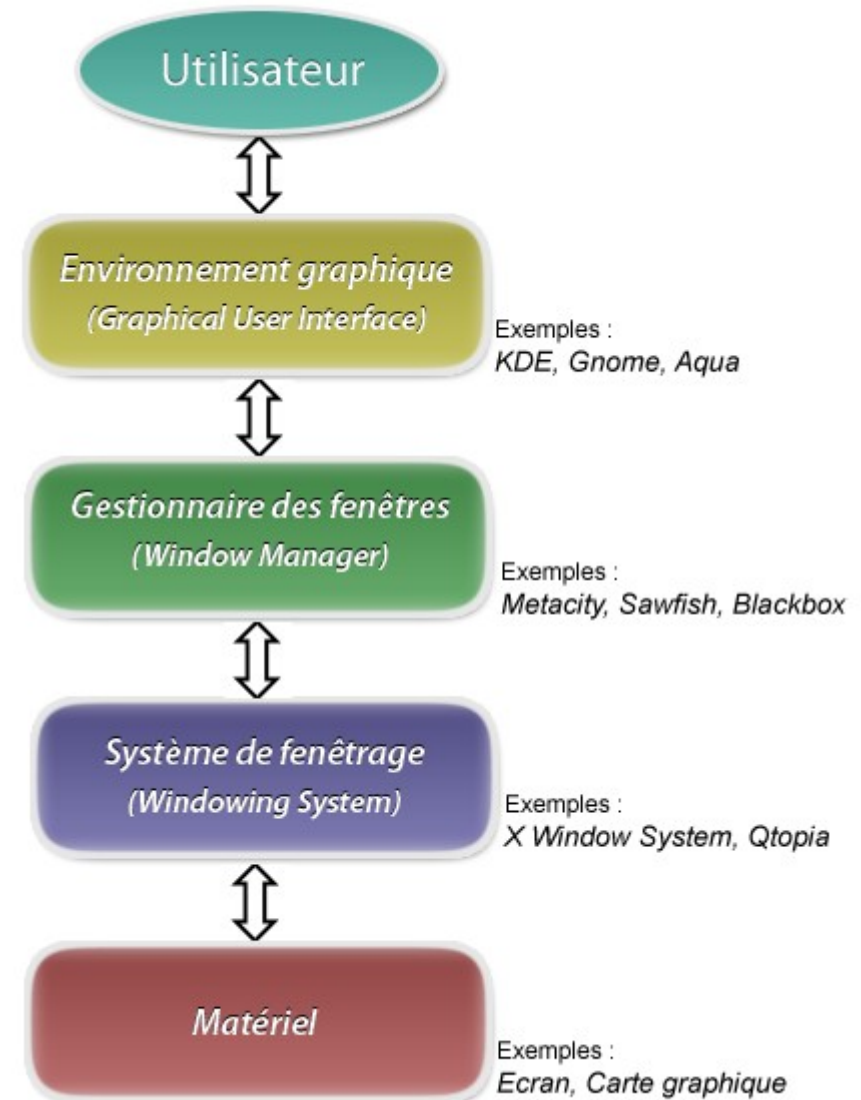 Utilisateur
Environnement graphique
(Graphical User Interface)
Exemples :
KDE, Gnome, Aqua
Gestionnaire des fenêtres
(Window Manager)
Exemples :
Metacity, Sawfish, Blackbox
Système de fenêtrage
(Windowing System)
Exemples :
X Window System, Qtopia
Matériel
Exemples :
Ecran, Carte graphique